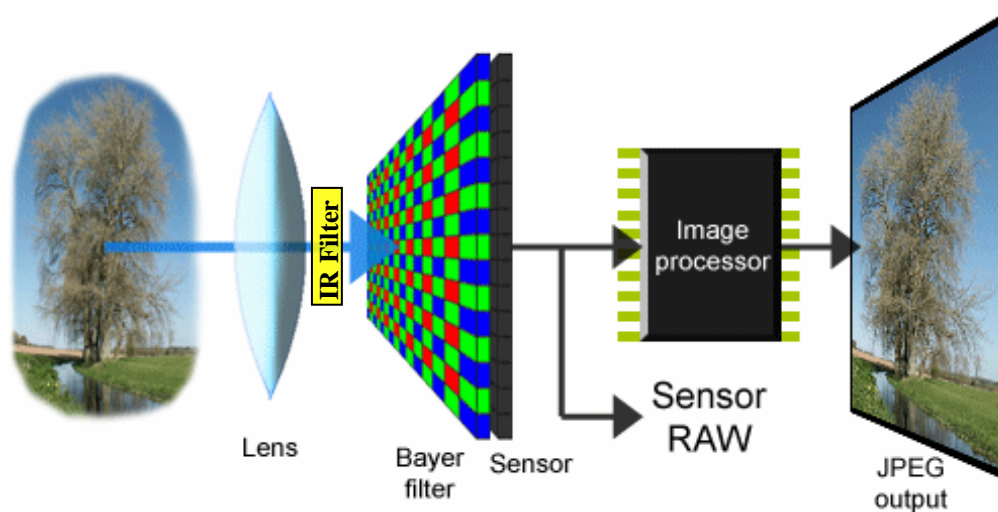 IR Filter
Lens
Bayer
filter
Sensor
Image
processor
Sensor
RAW
JPEG
output